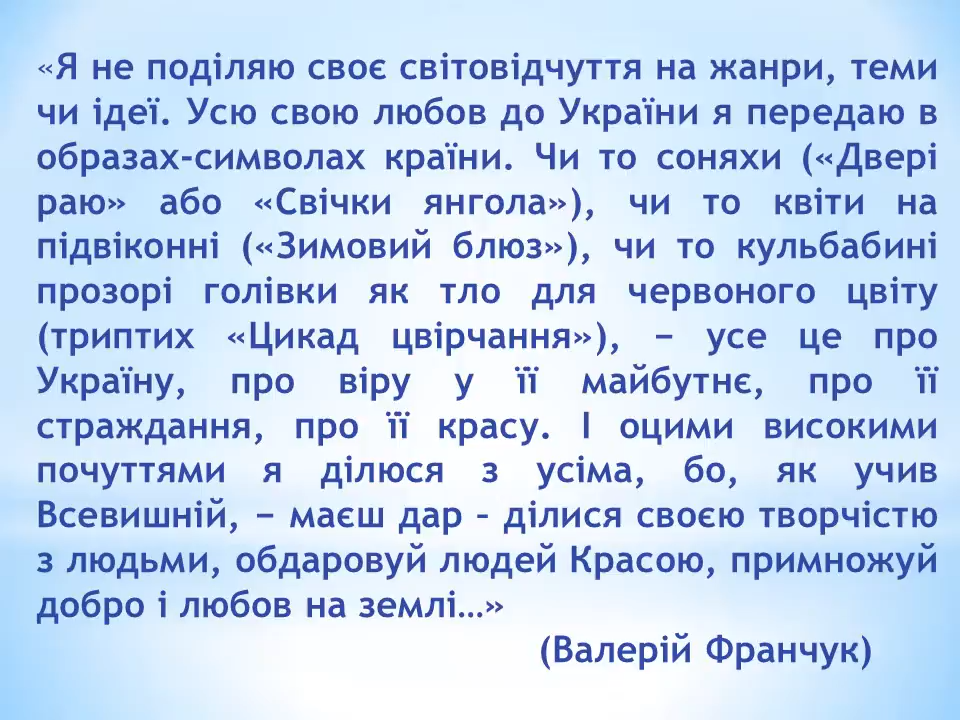 «Я не поділяю своє світовідчуття на жанри, теми
чи ідеї. Усю свою любов до України я передаю в
образах-символах країни. Чи то соняхи («Двері
раю» або «Свічки янгола»), чи то квіти на
підвіконні («Зимовий блюз»), чи то кульбабині
прозорі голівки як тло для червоного цвіту
(триптих «Цикад цвірчання»), − усе це про
Україну, про віру у її майбутнє, про її
страждання, про її красу. І оцими високими
почуттями я ділюся з усіма, бо, як учив
Всевишній, − маєш дар – ділися своєю творчістю
з людьми, обдаровуй людей Красою, примножуй
добро і любов на землі…»
(Валерій Франчук)